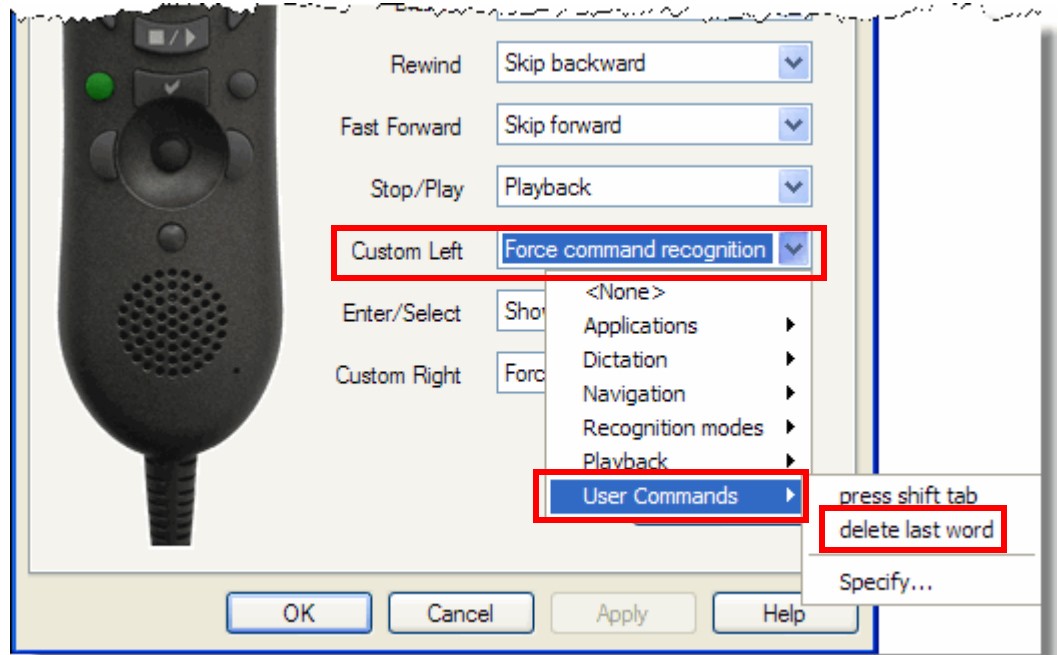 Rewind Skip backward
Fast Forward Skip forward
Stop/Play Playback
Custom Left Force command recognition
<None>
Enter/Select Sho
Applications
Dictation
Custom Right Forc
Navigation
Recognition modes
Playback
User Commands
press shift tab
delete last word
Specify...
OK Cancel Apply Help